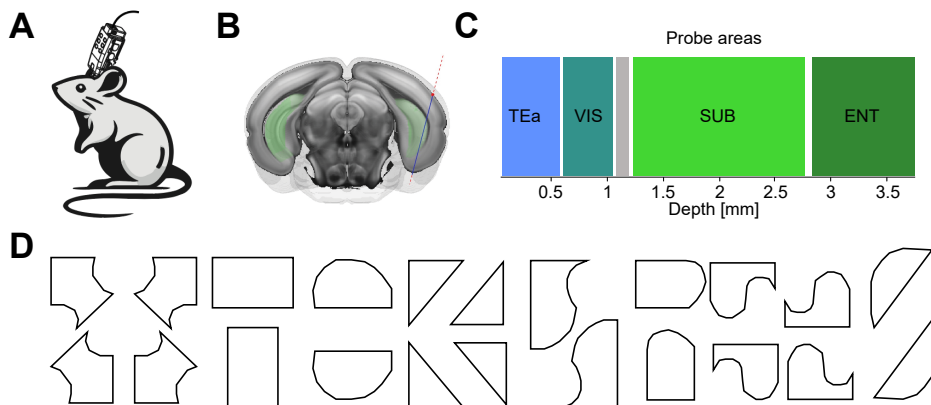 A
B
C
Probe areas
TEa
VIS
SUB
ENT
0.5
1
1.5
2
2.5
3
3.5
Depth [mm]
D